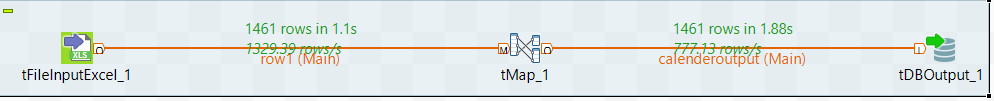 1461 rows in 1.1s
1329.39 rows/s
row1 (Main)
1461 rows in 1.88s
777.13 rows/s
calenderoutput (Main)
XLS
O
M
O
I
tFileInputExcel_1
tMap_1
tDBOutput_1